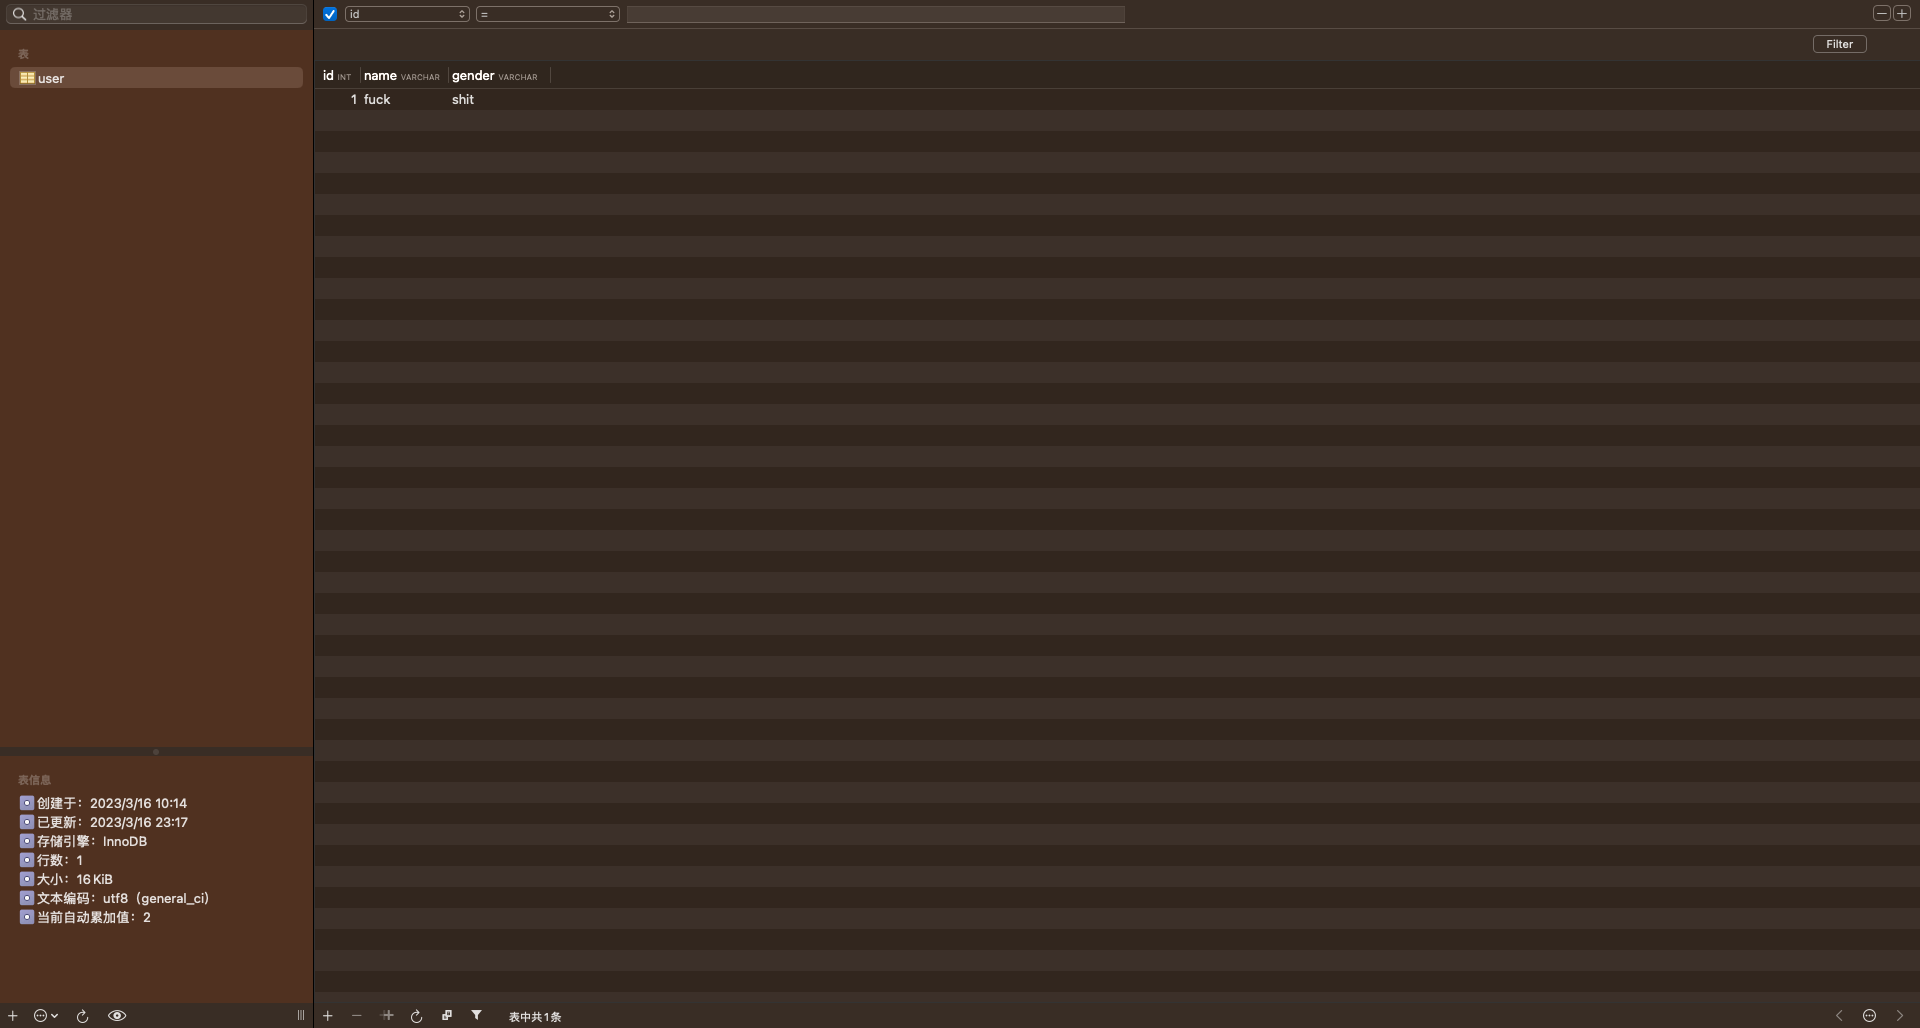 过滤器
表
user
id
=
Filter
id INT name VARCHAR gender VARCHAR
1 fuck shit
表信息
创建于：2023/3/16 10:14
已更新：2023/3/16 23:17
存储引擎：InnoDB
行数：1
大小：16 KiB
文本编码：utf8（general_ci）
当前自动累加值：2
表中共1条